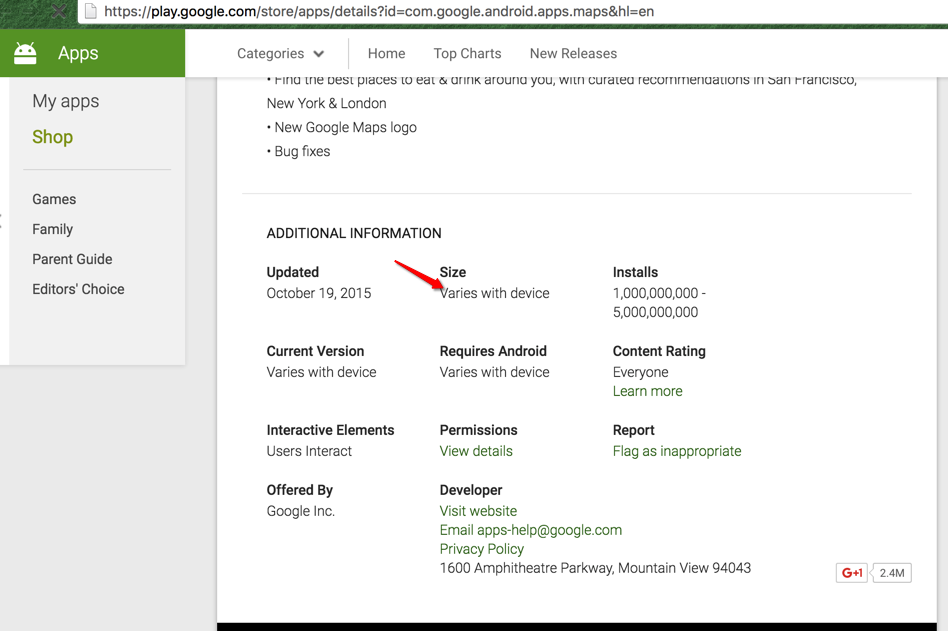 https://play.google.com/store/apps/details?id=com.google.android.apps.maps&hl=en
Apps
Categories
Home
Top Charts
New Releases
My apps
Shop
Games
Family
Parent Guide
Editors' Choice
• Find the best places to eat & drink around you, with curated recommendations in San Francisco,
New York & London
• New Google Maps logo
• Bug fixes
ADDITIONAL INFORMATION
Updated
October 19, 2015
Size
Varies with device
Installs
1,000,000,000 -
5,000,000,000
Current Version
Varies with device
Requires Android
Varies with device
Content Rating
Everyone
Learn more
Interactive Elements
Users Interact
Permissions
View details
Report
Flag as inappropriate
Offered By
Google Inc.
Developer
Visit website
Email apps-help@google.com
Privacy Policy
1600 Amphitheatre Parkway, Mountain View 94043
G+1
2.4M